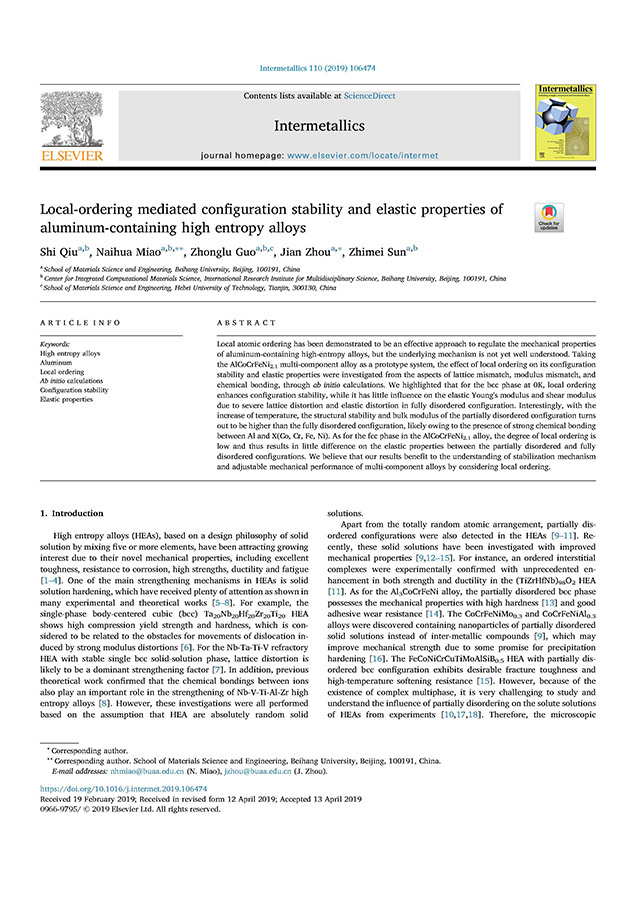 Intermetallics 110 (2019) 106474
Contents lists available at ScienceDirect
Intermetallics
journal homepage: www.elsevier.com/locate/intermet
ELSEVIER
Intermetallics
Check for
updates
Local-ordering mediated configuration stability and elastic properties of
aluminum-containing high entropy alloys
Shi Qiu a,b, Naihua Miao a,b,**, Zhonglu Guo a,b,c, Jian Zhou a,*, Zhimei Sun a,b
a School of Materials Science and Engineering, Beihang University, Beijing, 100191, China
b Center for Integrated Computational Materials Science, International Research Institute for Multidisciplinary Science, Beihang University, Beijing, 100191, China
c School of Materials Science and Engineering, Hebei University of Technology, Tianjin, 300130, China
ARTICLE INFO
Keywords:
High entropy alloys
Aluminum
Local ordering
Ab initio calculations
Configuration stability
Elastic properties
ABSTRACT
Local atomic ordering has been demonstrated to be an effective approach to regulate the mechanical properties
of aluminum-containing high-entropy alloys, but the underlying mechanism is not yet well understood. Taking
the AlCoCrFeNi2.1 multi-component alloy as a prototype system, the effect of local ordering on its configuration
stability and elastic properties were investigated from the aspects of lattice mismatch, modulus mismatch, and
chemical bonding, through ab initio calculations. We highlighted that for the bcc phase at 0K, local ordering
enhances configuration stability, while it has little influence on the elastic Young's modulus and shear modulus
due to severe lattice distortion and elastic distortion in fully disordered configuration. Interestingly, with the
increase of temperature, the structural stability and bulk modulus of the partially disordered configuration turns
out to be higher than the fully disordered configuration, likely owing to the presence of strong chemical bonding
between Al and X(Co, Cr, Fe, Ni). As for the fcc phase in the AlCoCrFeNi2.1 alloy, the degree of local ordering is
low and thus results in little difference on the elastic properties between the partially disordered and fully
disordered configurations. We believe that our results benefit to the understanding of stabilization mechanism
and adjustable mechanical performance of multi-component alloys by considering local ordering.
1. Introduction
High entropy alloys (HEAs), based on a design philosophy of solid
solution by mixing five or more elements, have been attracting growing
interest due to their novel mechanical properties, including excellent
toughness, resistance to corrosion, high strengths, ductility and fatigue
[1–4]. One of the main strengthening mechanisms in HEAs is solid
solution hardening, which have received plenty of attention as shown in
many experimental and theoretical works [5–8]. For example, the
single-phase body-centered cubic (bcc) Ta20Nb20Hf20Zr20Ti20 HEA
shows high compression yield strength and hardness, which is con-
sidered to be related to the obstacles for movements of dislocation in-
duced by strong modulus distortions [6]. For the Nb-Ta-Ti-V refractory
HEA with stable single bcc solid-solution phase, lattice distortion is
likely to be a dominant strengthening factor [7]. In addition, previous
theoretical work confirmed that the chemical bondings between ions
also play an important role in the strengthening of Nb-V-Ti-Al-Zr high
entropy alloys [8]. However, these investigations were all performed
based on the assumption that HEA are absolutely random solid
solutions.
Apart from the totally random atomic arrangement, partially dis-
ordered configurations were also detected in the HEAs [9–11]. Re-
cently, these solid solutions have been investigated with improved
mechanical properties [9,12–15]. For instance, an ordered interstitial
complexes were experimentally confirmed with unprecedented en-
hancement in both strength and ductility in the (TiZrHfNb)98O2 HEA
[11]. As for the Al3CoCrFeNi alloy, the partially disordered bcc phase
possesses the mechanical properties with high hardness [13] and good
adhesive wear resistance [14]. The CoCrFeNiMo0.3 and CoCrFeNiAl0.3
alloys were discovered containing nanoparticles of partially disordered
solid solutions instead of inter-metallic compounds [9], which may
improve mechanical strength due to some promise for precipitation
hardening [16]. The FeCoNiCrCuTiMoAlSiB0.5 HEA with partially dis-
ordered bcc configuration exhibits desirable fracture toughness and
high-temperature softening resistance [15]. However, because of the
existence of complex multiphase, it is very challenging to study and
understand the influence of partially disordering on the solute solutions
of HEAs from experiments [10,17,18]. Therefore, the microscopic
* Corresponding author.
** Corresponding author. School of Materials Science and Engineering, Beihang University, Beijing, 100191, China.
E-mail addresses: nhmiao@buaa.edu.cn (N. Miao), jzhou@buaa.edu.cn (J. Zhou).
https://doi.org/10.1016/j.intermet.2019.106474
Received 19 February 2019; Received in revised form 12 April 2019; Accepted 13 April 2019
0966-9795/ © 2019 Elsevier Ltd. All rights reserved.